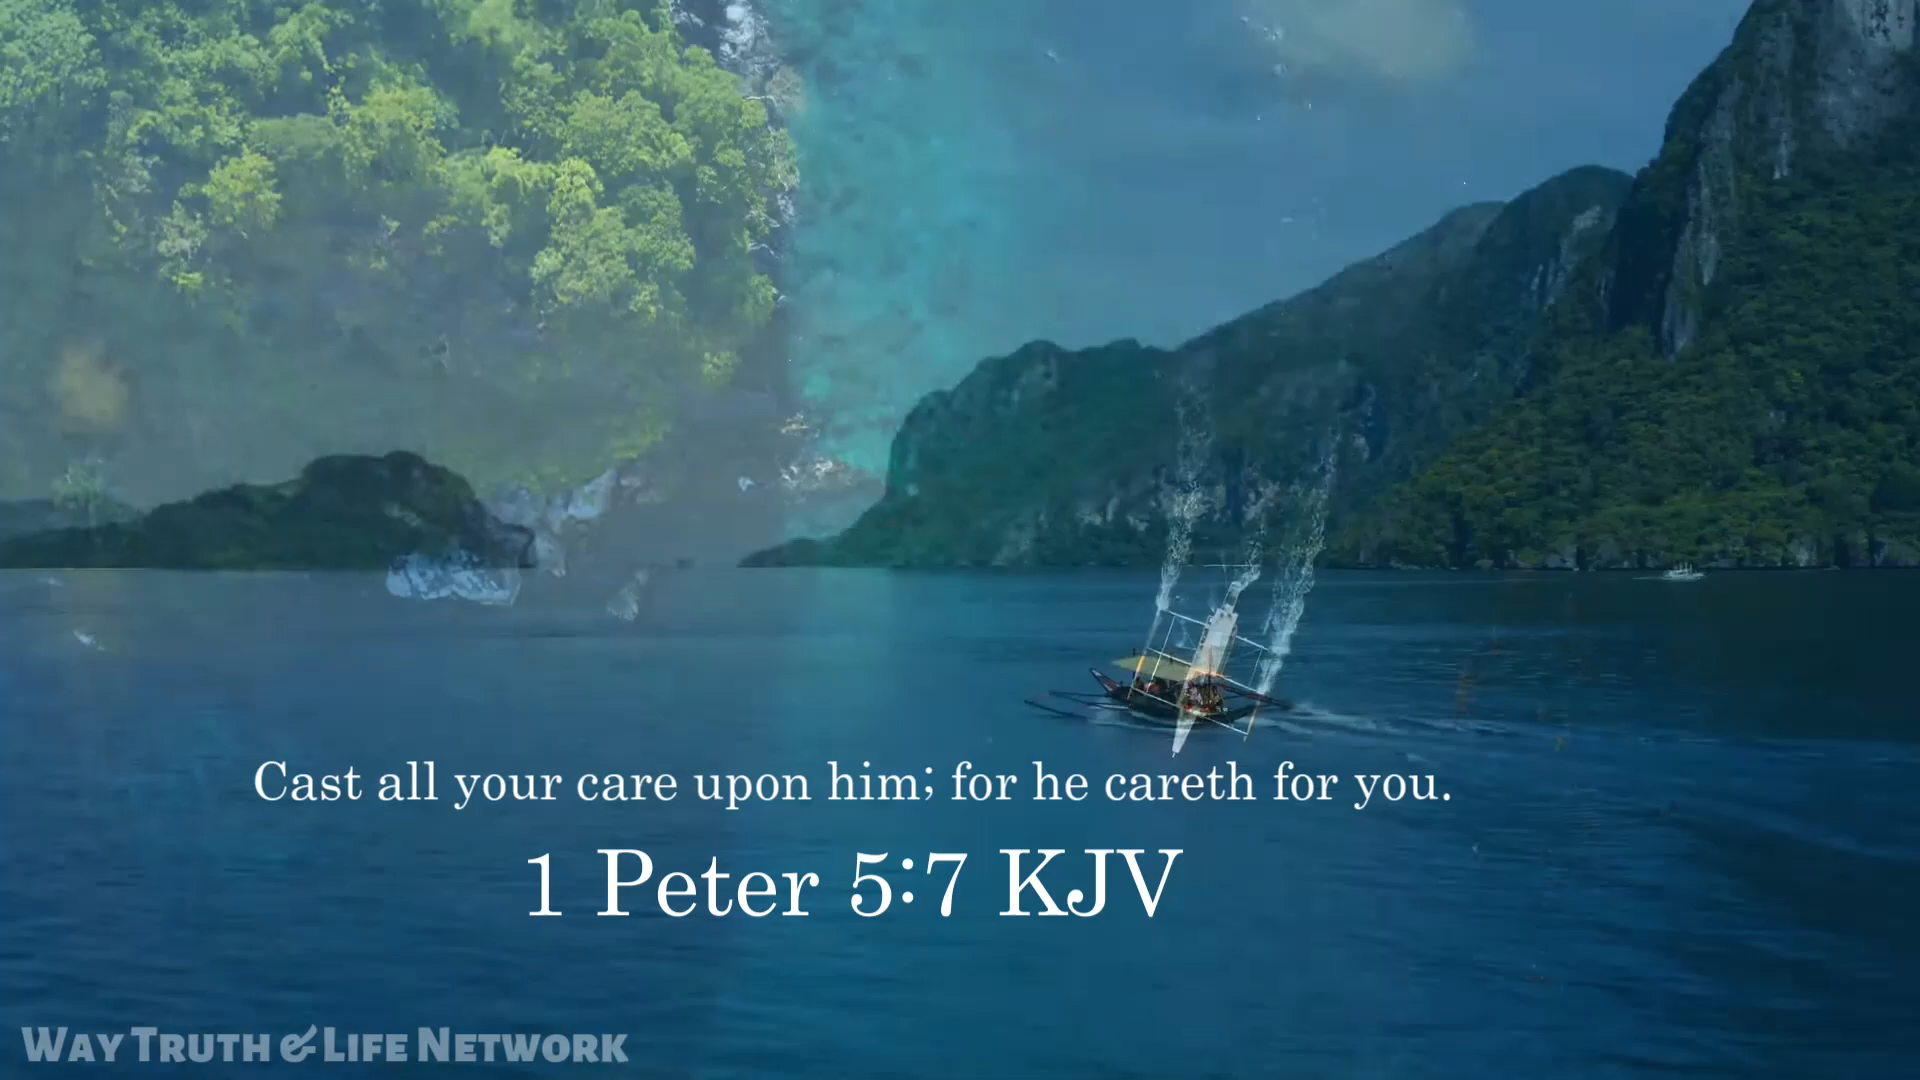 Cast all your care upon him; for he careth for you.
1 Peter 5:7 KJV
WAY TRUTH & LIFE NETWORK